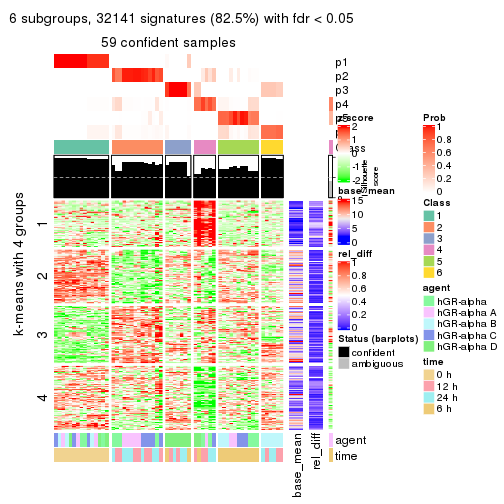 6 subgroups, 32141 signatures (82.5%) with fdr < 0.05
59 confident samples
p1
p2
p3
p4
z-score
2
1
0
-1
-2
Silhouette
score
base_mean
15
10
5
0
rel_diff
1
0.8
0.6
0.4
0.2
0
Status (barplots)
confident
ambiguous
Prob
1
0.8
0.6
0.4
0.2
0
Class
1
2
3
4
5
6
agent
hGR-alpha
hGR-alpha A
hGR-alpha B
hGR-alpha C
hGR-alpha D
time
0 h
12 h
24 h
6 h
k-means with 4 groups
1
2
3
4
agent
time
base_mean
rel_diff